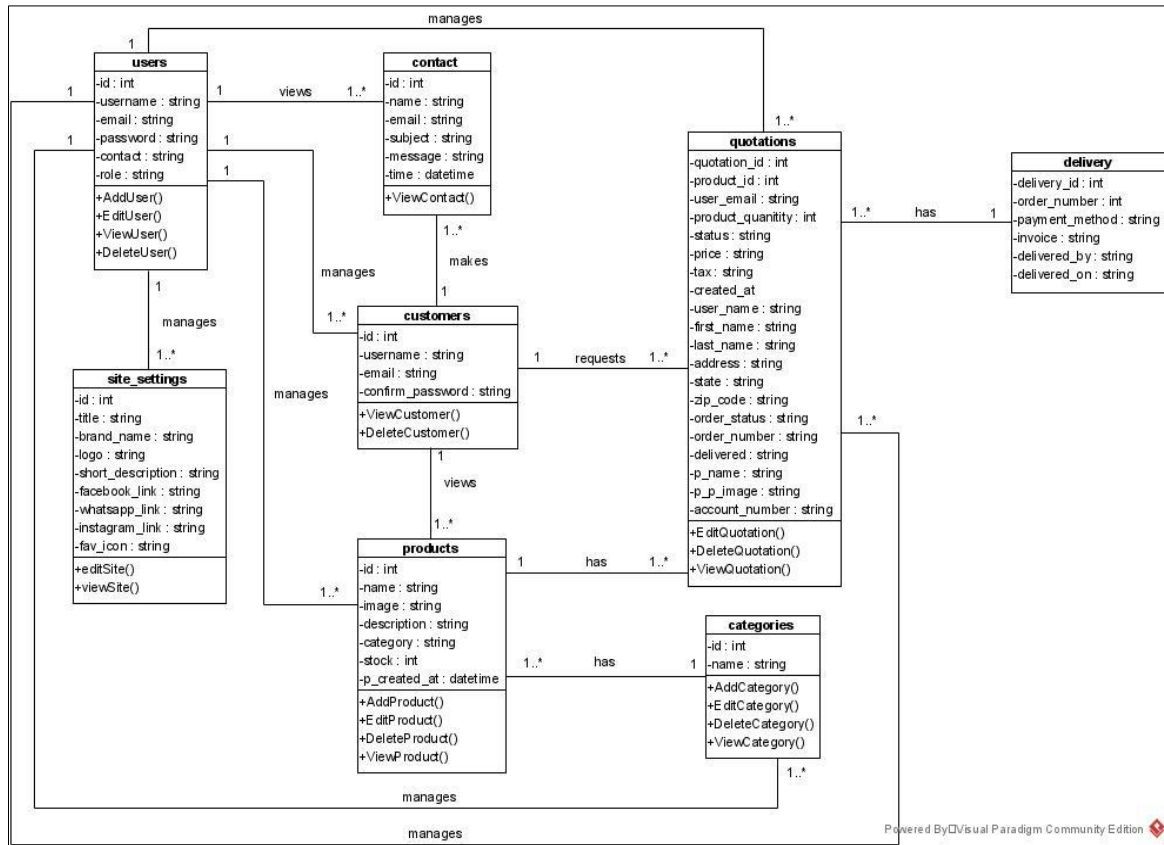 manages
1
1..*
users
-id : int
-username : string
-email : string
-password : string
-contact : string
-role : string
+AddUser()
+EditUser()
+ViewUser()
+DeleteUser()
1
1
1
1
1
1
views
1..*
contact
-id : int
-name : string
-email : string
-subject : string
-message : string
-time : datetime
+ViewContact()
1..*
makes
1
manages
1..*
customers
-id : int
-username : string
-email : string
-confirm_password : string
+ViewCustomer()
+DeleteCustomer()
1
requests
1..*
quotations
-quotation_id : int
-product_id : int
-user_email : string
-product_quanitity : int
-status : string
-price : string
-tax : string
-created_at
-user_name : string
-first_name : string
-last_name : string
-address : string
-state : string
-zip_code : string
-order_status : string
-order_number : string
-delivered : string
-p_name : string
-p_p_image : string
-account_number : string
+EditQuotation()
+DeleteQuotation()
+ViewQuotation()
1..*
has
1
delivery
-delivery_id : int
-order_number : int
-payment_method : string
-invoice : string
-delivered_by : string
-delivered_on : string
manages
1..*
site_settings
-id : int
-title : string
-brand_name : string
-logo : string
-short_description : string
-facebook_link : string
-whatsapp_link : string
-instagram_link : string
-fav_icon : string
+editSite()
+viewSite()
manages
1..*
1
views
1..*
products
-id : int
-name : string
-image : string
-description : string
-category : string
-stock : int
-p_created_at : datetime
+AddProduct()
+EditProduct()
+DeleteProduct()
+ViewProduct()
1
has
1..*
1..*
has
1
categories
-id : int
-name : string
+AddCategory()
+EditCategory()
+DeleteCategory()
+ViewCategory()
1..*
manages
1..*
manages
Powered By□Visual Paradigm Community Edition